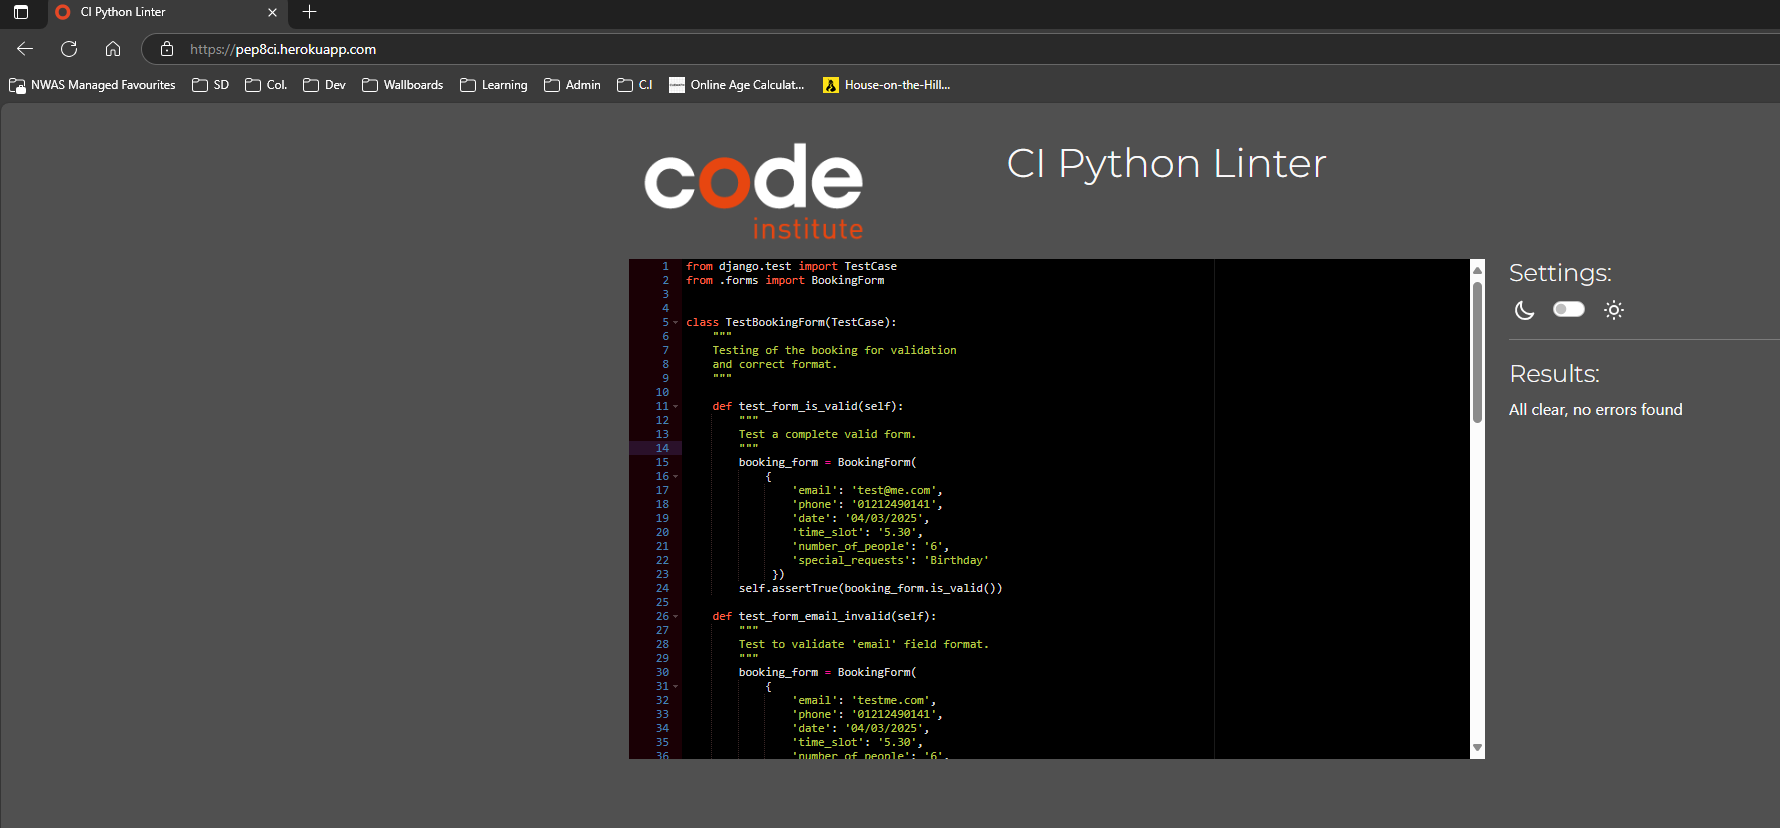 CI Python Linter
https://pep8ci.herokuapp.com
NWAS Managed Favourites SD Col. Dev Wallboards Learning Admin C.I Online Age Calculat... House-on-the-Hill...
code
institute
CI Python Linter
1 from django.test import TestCase
2 from .forms import BookingForm
3
4
5 class TestBookingForm(TestCase):
6 """
7 Testing of the booking for validation
8 and correct format.
9 """
10
11 def test_form_is_valid(self):
12 """
13 Test a complete valid form.
14 """
15 booking_form = BookingForm(
16 {
17 'email': 'test@me.com',
18 'phone': '01212490141',
19 'date': '04/03/2025',
20 'time_slot': '5.30',
21 'number_of_people': '6',
22 'special_requests': 'Birthday'
23 })
24 self.assertTrue(booking_form.is_valid())
25
26 def test_form_email_invalid(self):
27 """
28 Test to validate 'email' field format.
29 """
30 booking_form = BookingForm(
31 {
32 'email': 'testme.com',
33 'phone': '01212490141',
34 'date': '04/03/2025',
35 'time_slot': '5.30',
36 'number_of_people': '6',
Settings:
Results:
All clear, no errors found